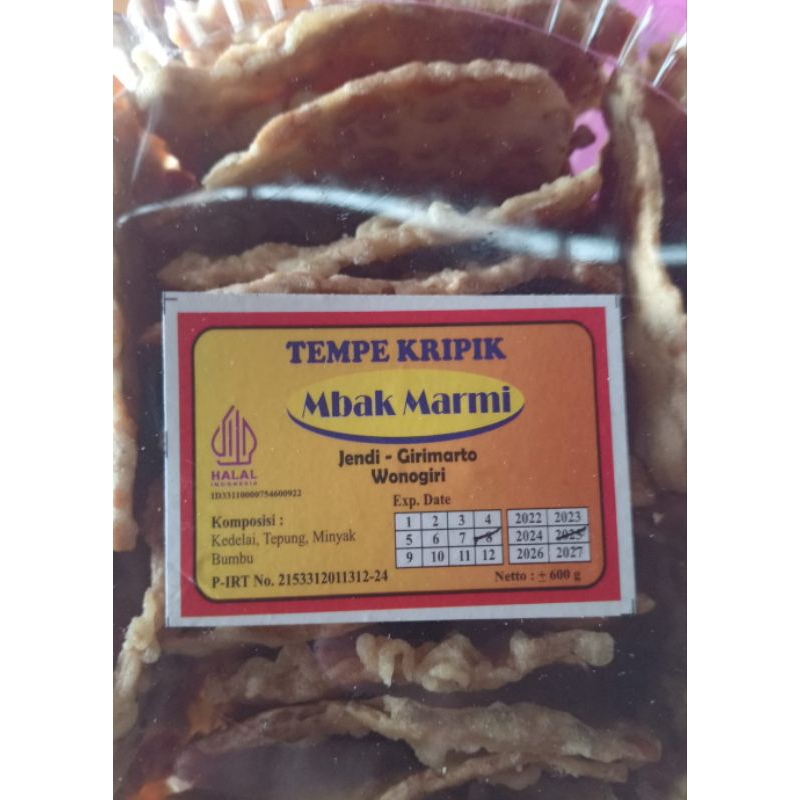 TEMPE KRIPIK
Mbak Marmi
Jendi - Girimarto
Wonogiri
HALAL
INDONESIA
ID33110000754600922
Exp. Date
Komposisi :
Kedelai, Tepung, Minyak
Bumbu
1 2 3 4 2022 2023
5 6 7 8 2024 2025
9 10 11 12 2026 2027
P-IRT No. 2153312011312-24
Netto : ± 600 g